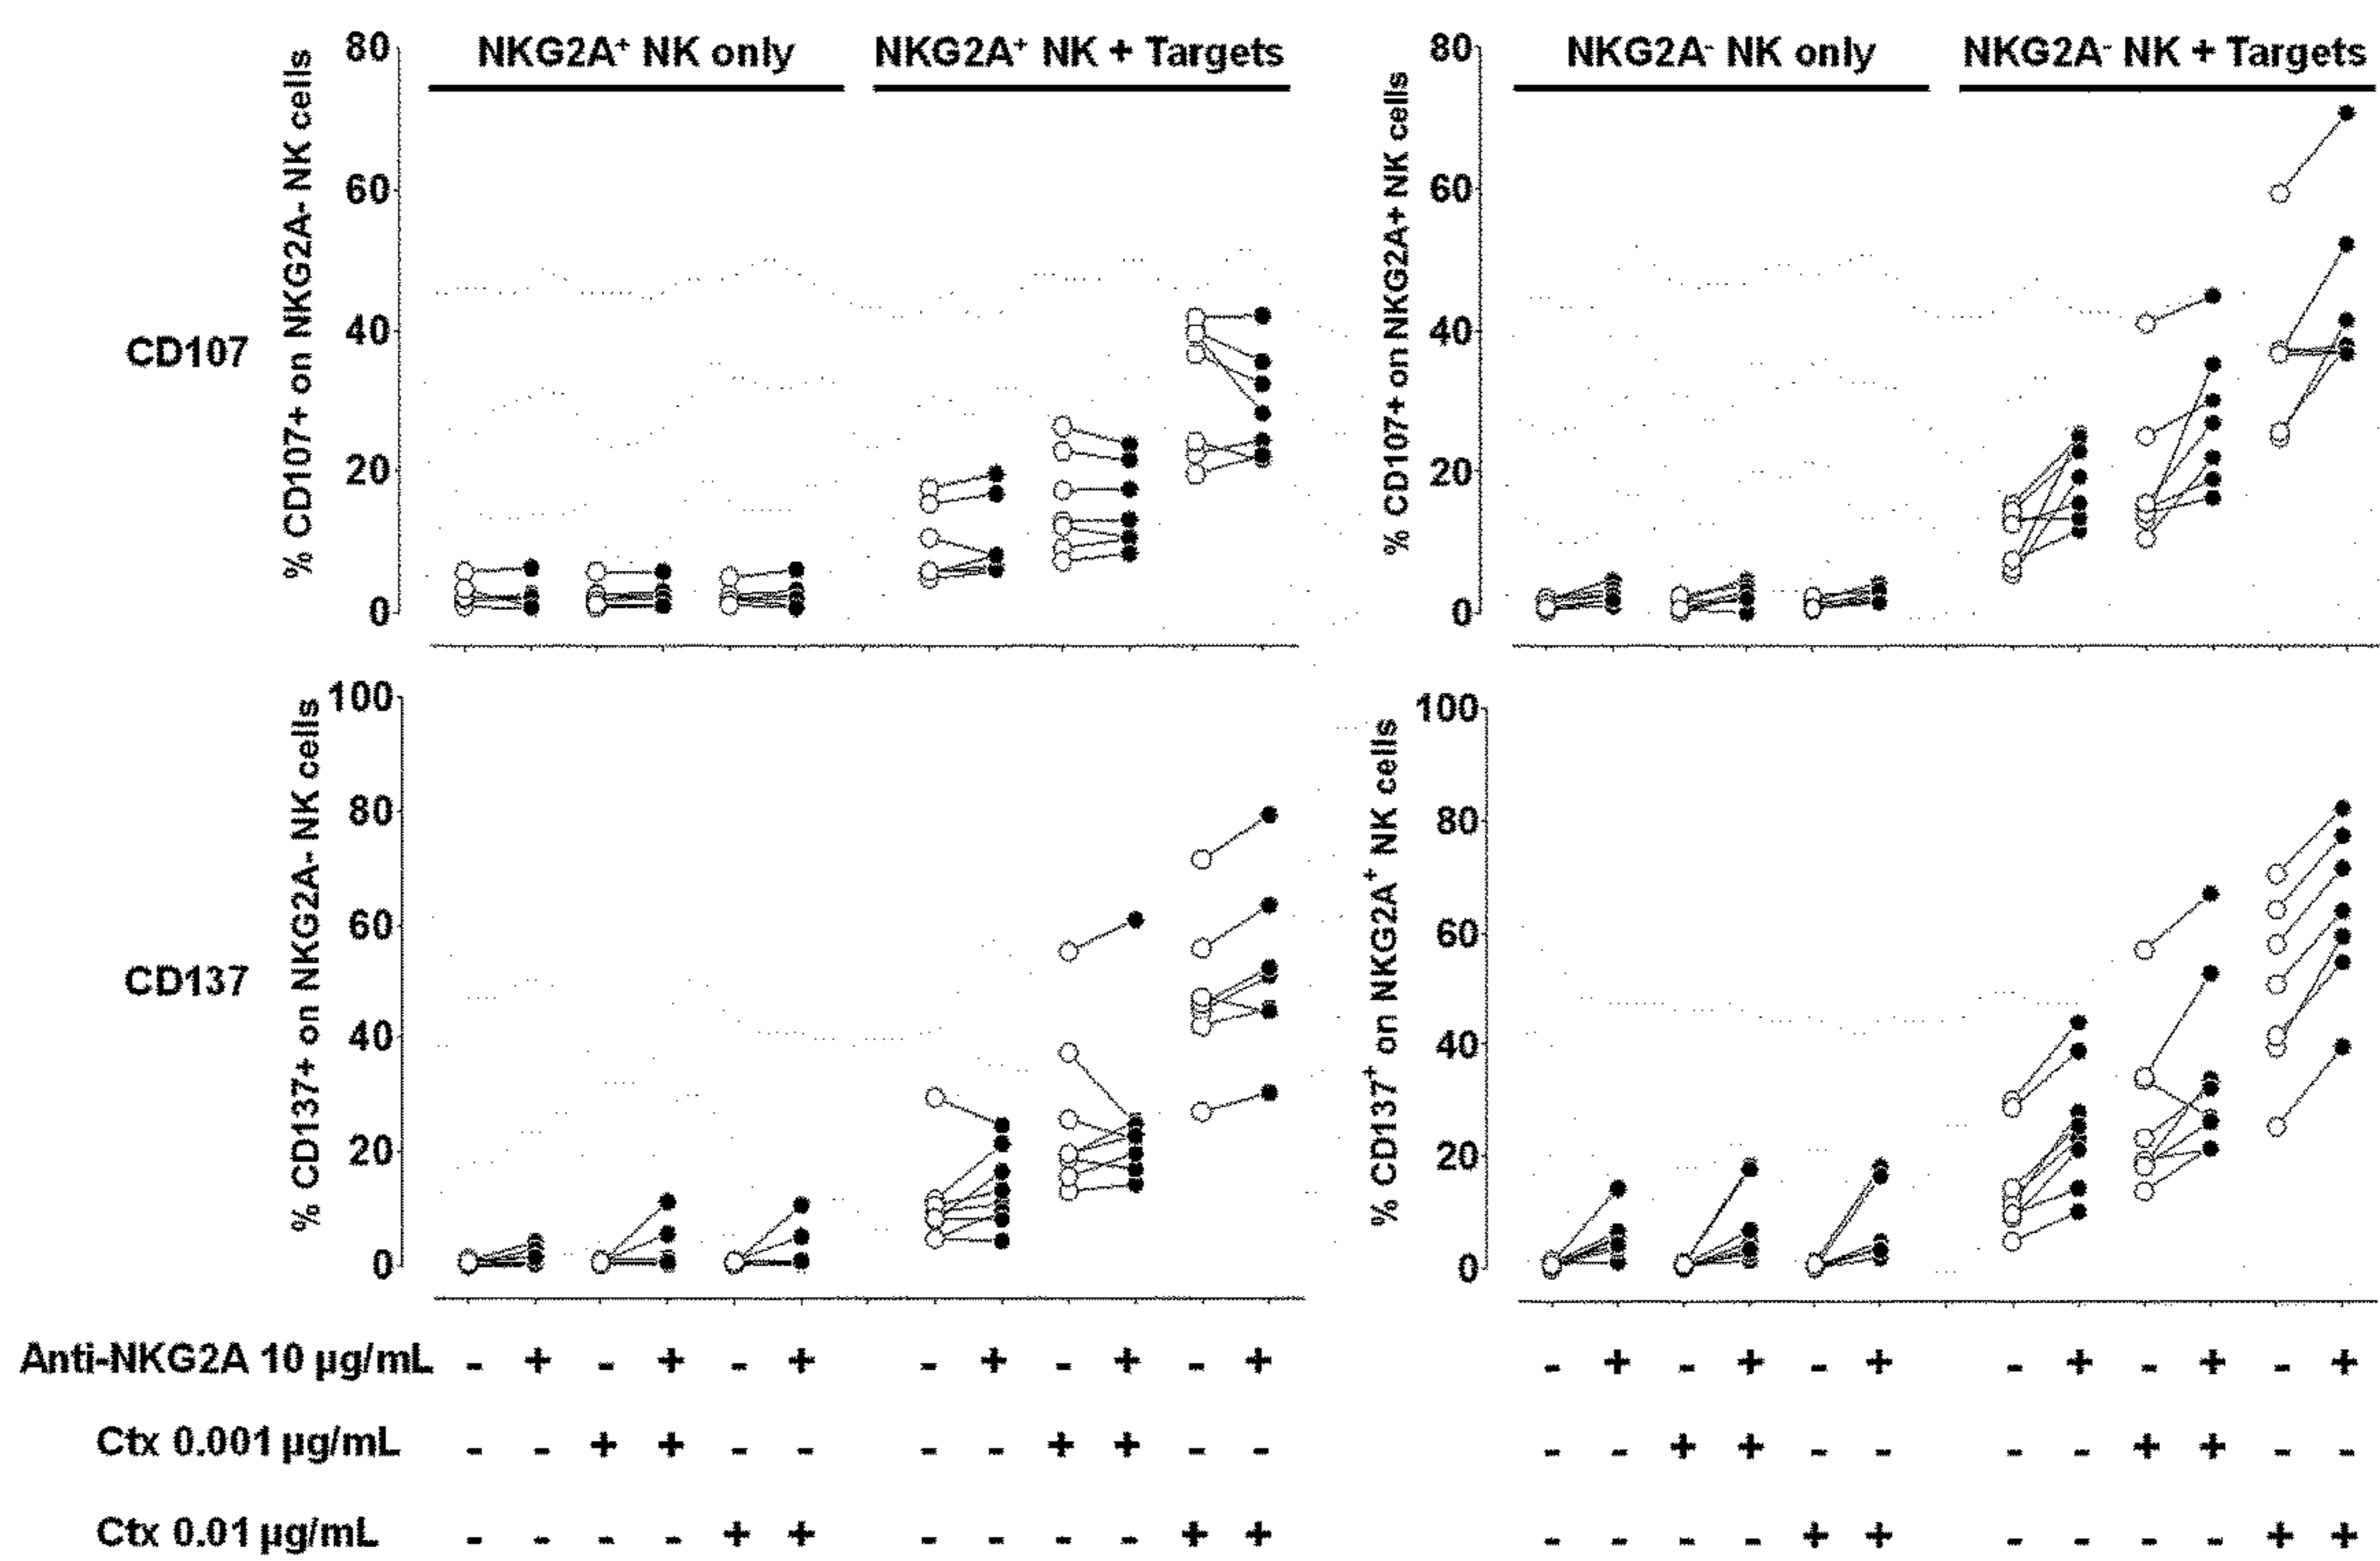 NKG2A⁺ NK only
NKG2A⁺ NK + Targets
NKG2A⁻ NK only
NKG2A⁻ NK + Targets
CD107
% CD107+ on NKG2A- NK cells
80
60
40
20
0
% CD107+ on NKG2A+ NK cells
80
60
40
20
0
CD137
% CD137+ on NKG2A- NK cells
100
80
60
40
20
0
% CD137⁺ on NKG2A⁺ NK cells
100
80
60
40
20
0
Anti-NKG2A 10 µg/mL - + - + - + - + - + - + - + - + - + - + - + - +
Ctx 0.001 µg/mL - - + + - - - - + + - - - - + + - - - - + + - -
Ctx 0.01 µg/mL - - - - + + - - - - + + - - - - + + - - - - + +